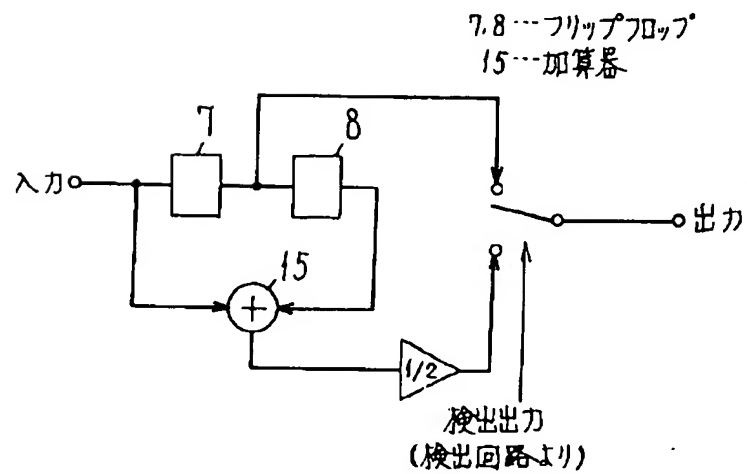 7,8…フリップフロップ
15…加算器
7
8
入力
出力
15
+
1/2
検出出力
(検出回路より)